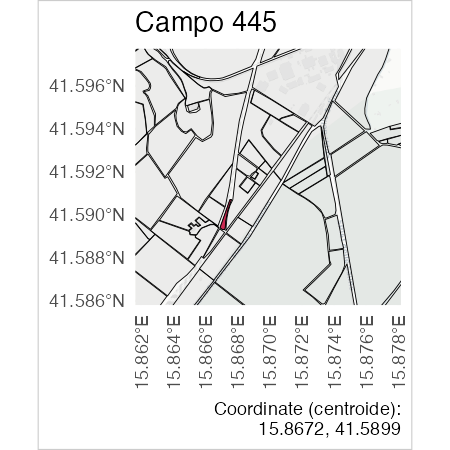 Campo 445
41.596°N
41.594°N
41.592°N
41.590°N
41.588°N
41.586°N
15.862°E
15.864°E
15.866°E
15.868°E
15.870°E
15.872°E
15.874°E
15.876°E
15.878°E
Coordinate (centroide):
15.8672, 41.5899